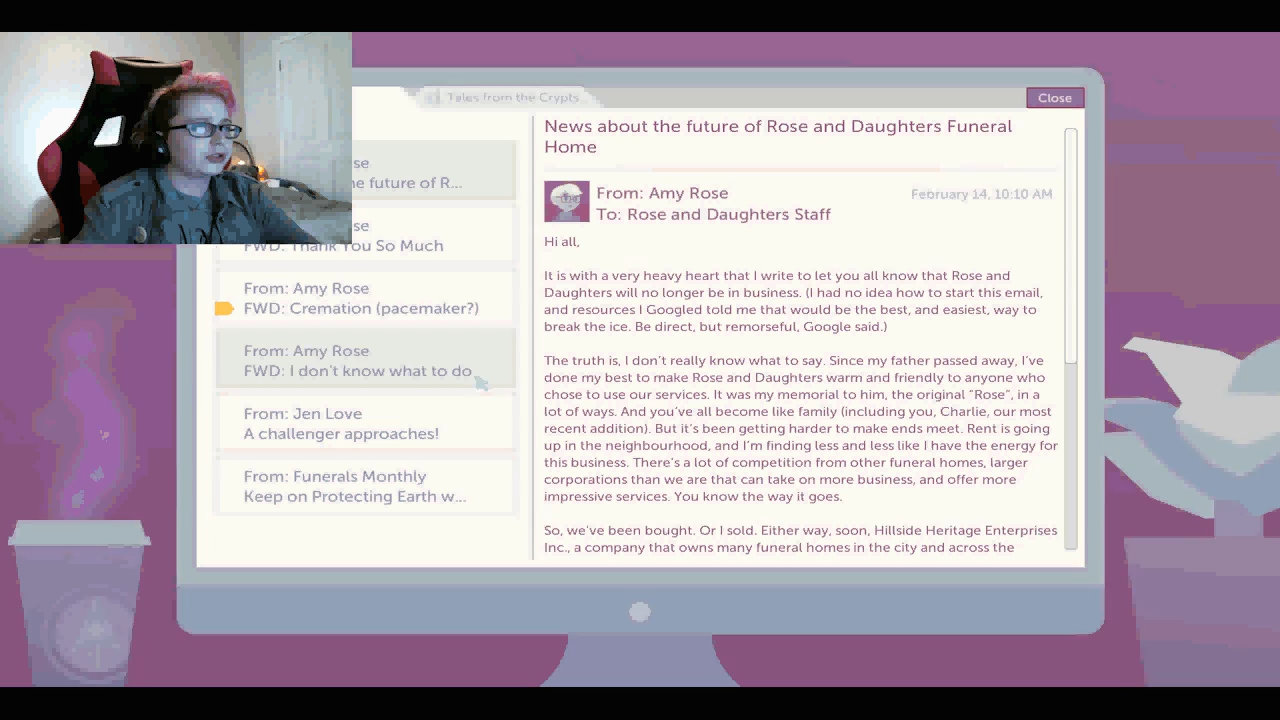 Tales from the Crypts
Close
se
he future of R...
se
FWD: Thank You So Much
From: Amy Rose
FWD: Cremation (pacemaker?)
From: Amy Rose
FWD: I don't know what to do
From: Jen Love
A challenger approaches!
From: Funerals Monthly
Keep on Protecting Earth w...
News about the future of Rose and Daughters Funeral
Home
From: Amy Rose
February 14, 10:10 AM
To: Rose and Daughters Staff
Hi all,
It is with a very heavy heart that I write to let you all know that Rose and
Daughters will no longer be in business. (I had no idea how to start this email,
and resources I Googled told me that would be the best, and easiest, way to
break the ice. Be direct, but remorseful, Google said.)
The truth is, I don't really know what to say. Since my father passed away, I've
done my best to make Rose and Daughters warm and friendly to anyone who
chose to use our services. It was my memorial to him, the original “Rose”, in a
lot of ways. And you've all become like family (including you, Charlie, our most
recent addition). But it's been getting harder to make ends meet. Rent is going
up in the neighbourhood, and I'm finding less and less like I have the energy for
this business. There's a lot of competition from other funeral homes, larger
corporations than we are that can take on more business, and offer more
impressive services. You know the way it goes.
So, we've been bought. Or I sold. Either way, soon, Hillside Heritage Enterprises
Inc., a company that owns many funeral homes in the city and across the